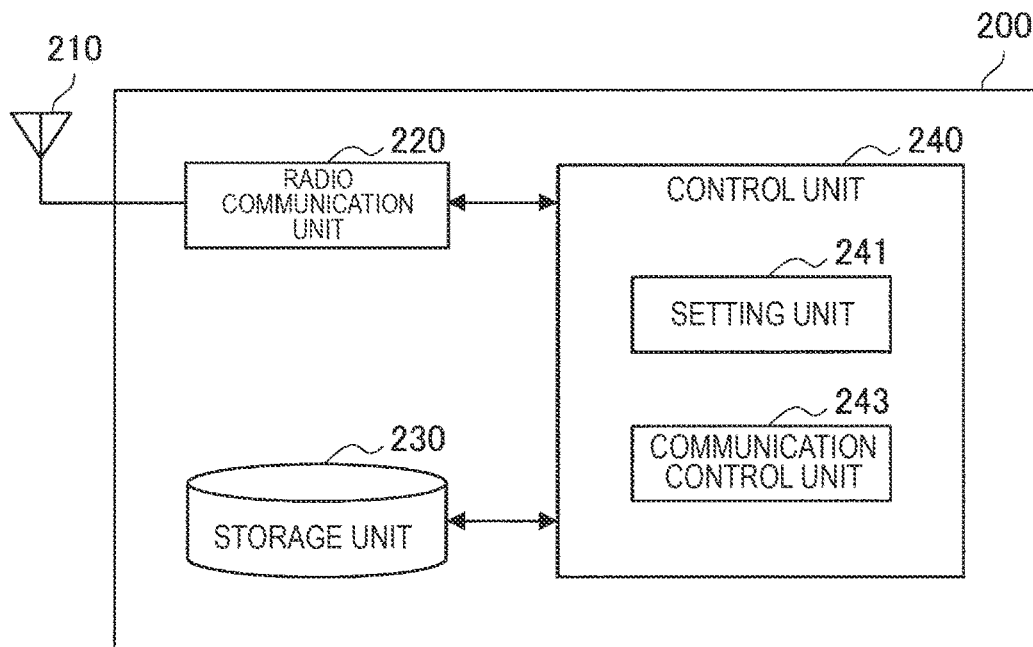 200
210
220
RADIO
COMMUNICATION
UNIT
240
CONTROL UNIT
241
SETTING UNIT
243
COMMUNICATION
CONTROL UNIT
230
STORAGE UNIT